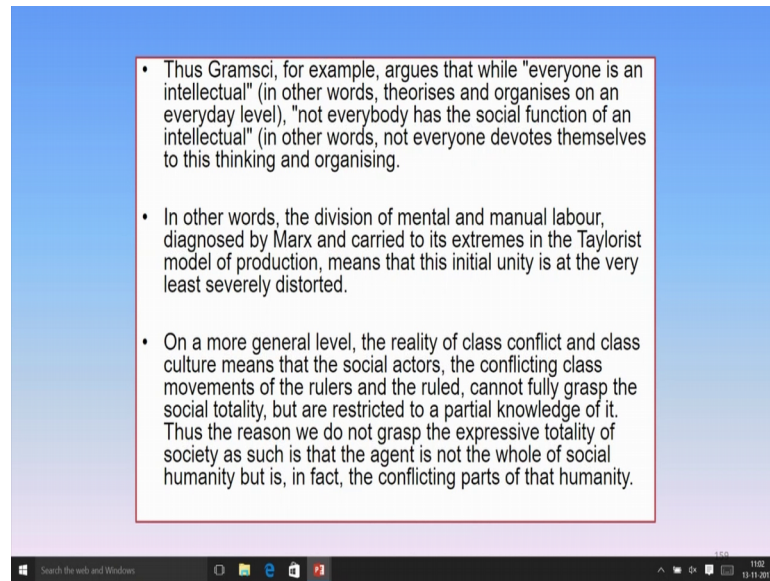 • Thus Gramsci, for example, argues that while "everyone is an
intellectual" (in other words, theorises and organises on an
everyday level), "not everybody has the social function of an
intellectual" (in other words, not everyone devotes themselves
to this thinking and organising.
• In other words, the division of mental and manual labour,
diagnosed by Marx and carried to its extremes in the Taylorist
model of production, means that this initial unity is at the very
least severely distorted.
• On a more general level, the reality of class conflict and class
culture means that the social actors, the conflicting class
movements of the rulers and the ruled, cannot fully grasp the
social totality, but are restricted to a partial knowledge of it.
Thus the reason we do not grasp the expressive totality of
society as such is that the agent is not the whole of social
humanity but is, in fact, the conflicting parts of that humanity.
159
Search the web and Windows
11:02
13-11-201